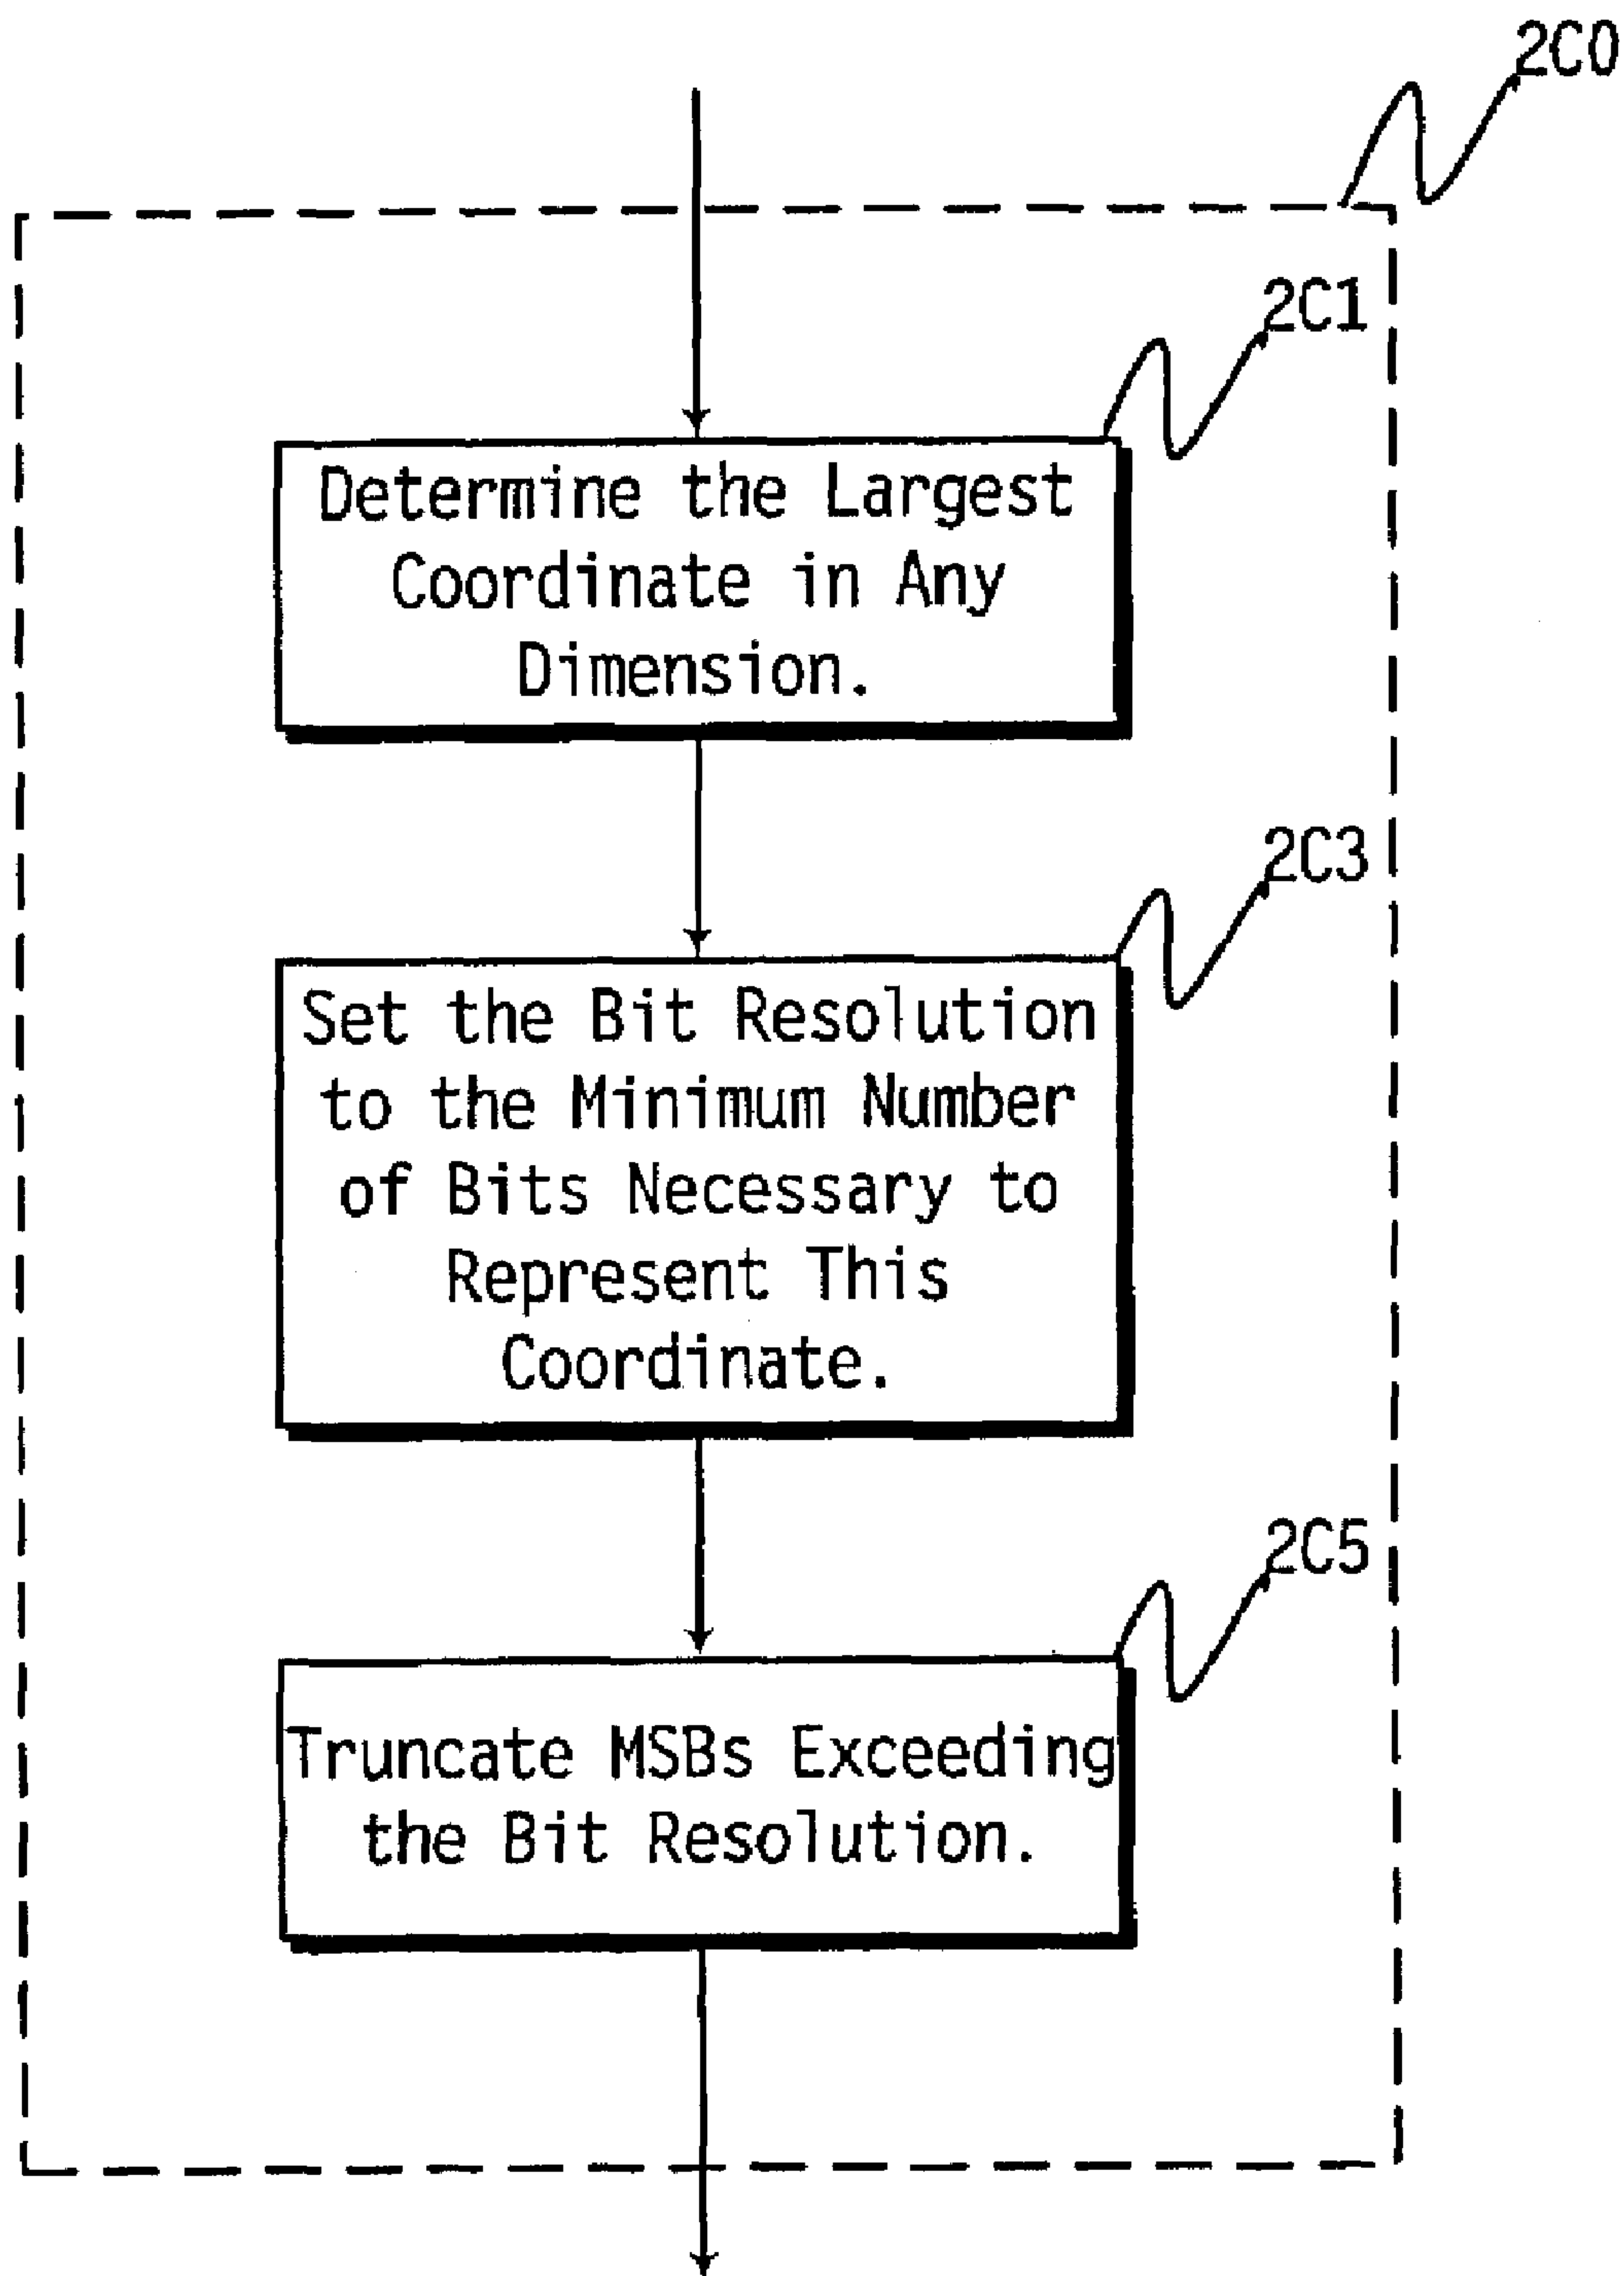 2C0
2C1
Determine the Largest
Coordinate in Any
Dimension.
2C3
Set the Bit Resolution
to the Minimum Number
of Bits Necessary to
Represent This
Coordinate.
2C5
Truncate MSBs Exceeding
the Bit Resolution.